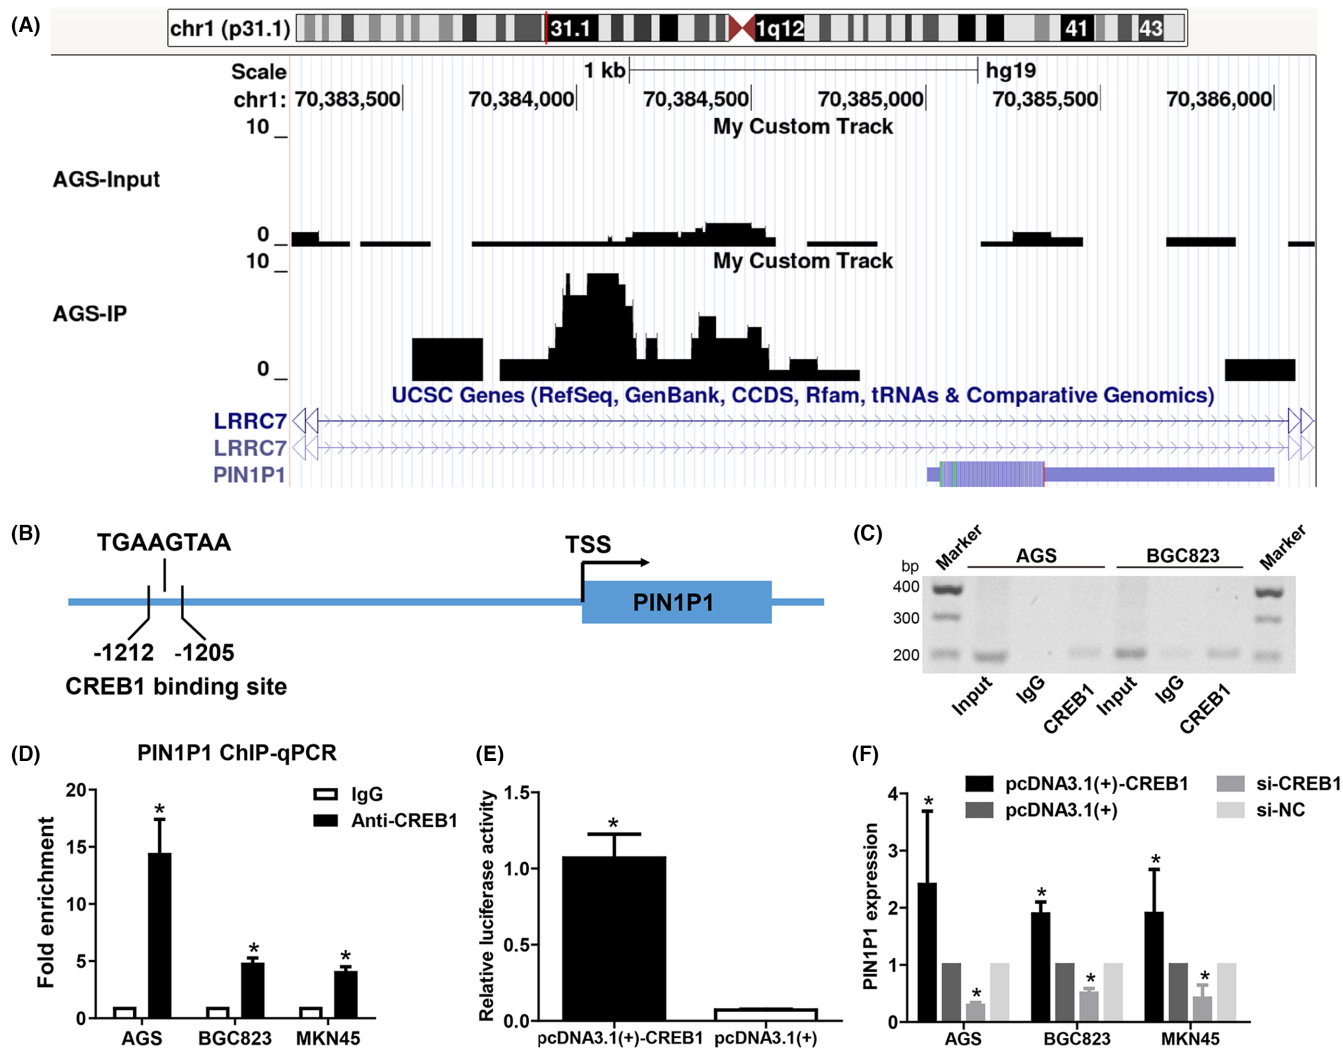 (A)
chr1 (p31.1) 31.1 1q12 41 43
Scale 1 kb hg19
chr1: 70,383,500 70,384,000 70,384,500 70,385,000 70,385,500 70,386,000
My Custom Track
10
AGS-Input
0
My Custom Track
10
AGS-IP
0
UCSC Genes (RefSeq, GenBank, CCDS, Rfam, tRNAs & Comparative Genomics)
LRRC7
LRRC7
PIN1P1
(B)
TGAAGTAA
TSS
PIN1P1
-1212 -1205
CREB1 binding site
(C)
Marker AGS BGC823 Marker
bp
400
300
200
Input IgG CREB1 Input IgG CREB1
(D)
PIN1P1 ChIP-qPCR
IgG
Anti-CREB1
Fold enrichment
20
15
10
5
0
* * *
AGS BGC823 MKN45
(E)
Relative luciferase activity
1.5
1.0
0.5
0.0
*
pcDNA3.1(+)-CREB1 pcDNA3.1(+)
(F)
pcDNA3.1(+)-CREB1 si-CREB1
pcDNA3.1(+) si-NC
PIN1P1 expression
4
3
2
1
0
* * * * * *
AGS BGC823 MKN45